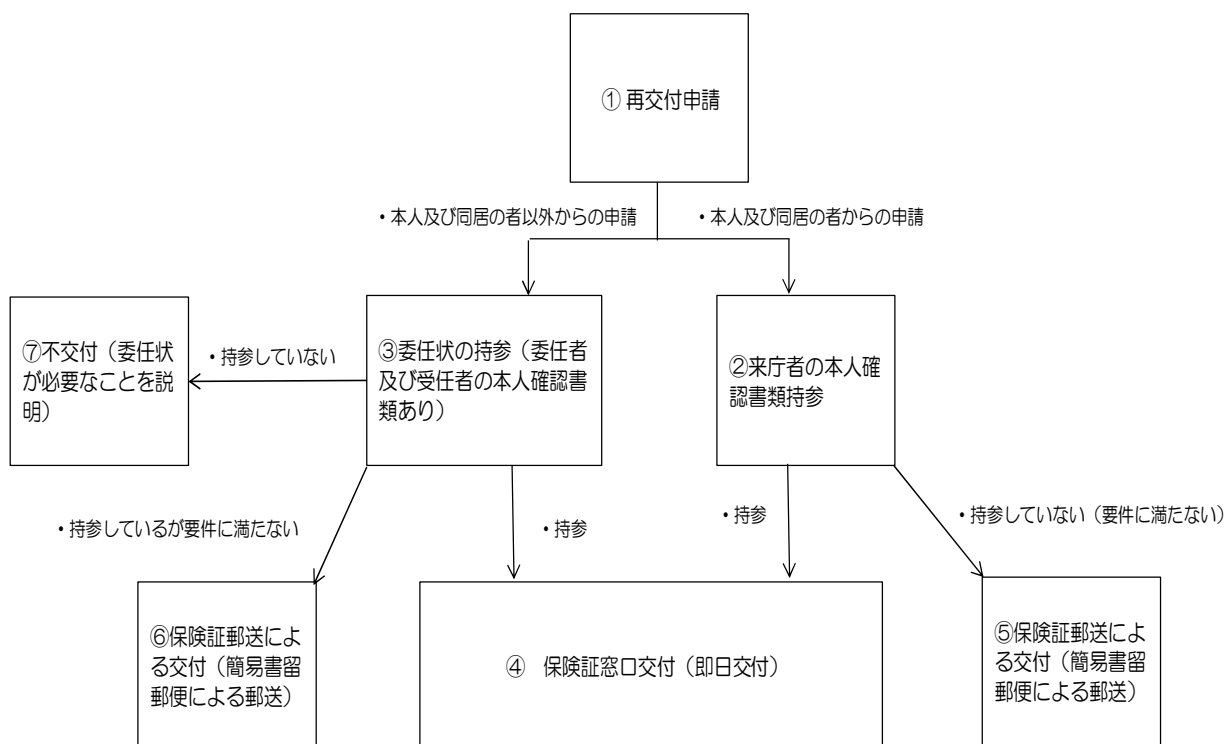 ① 再交付申請
・本人及び同居の者以外からの申請
・本人及び同居の者からの申請
⑦不交付（委任状
が必要なことを説
明）
・持参していない
③委任状の持参（委任者
及び受任者の本人確認書
類あり）
②来庁者の本人確
認書類持参
・持参しているが要件に満たない
・持参
・持参
・持参していない（要件に満たない）
⑥保険証郵送によ
る交付（簡易書留
郵便による郵送）
④　保険証窓口交付（即日交付）
⑤保険証郵送によ
る交付（簡易書留
郵便による郵送）